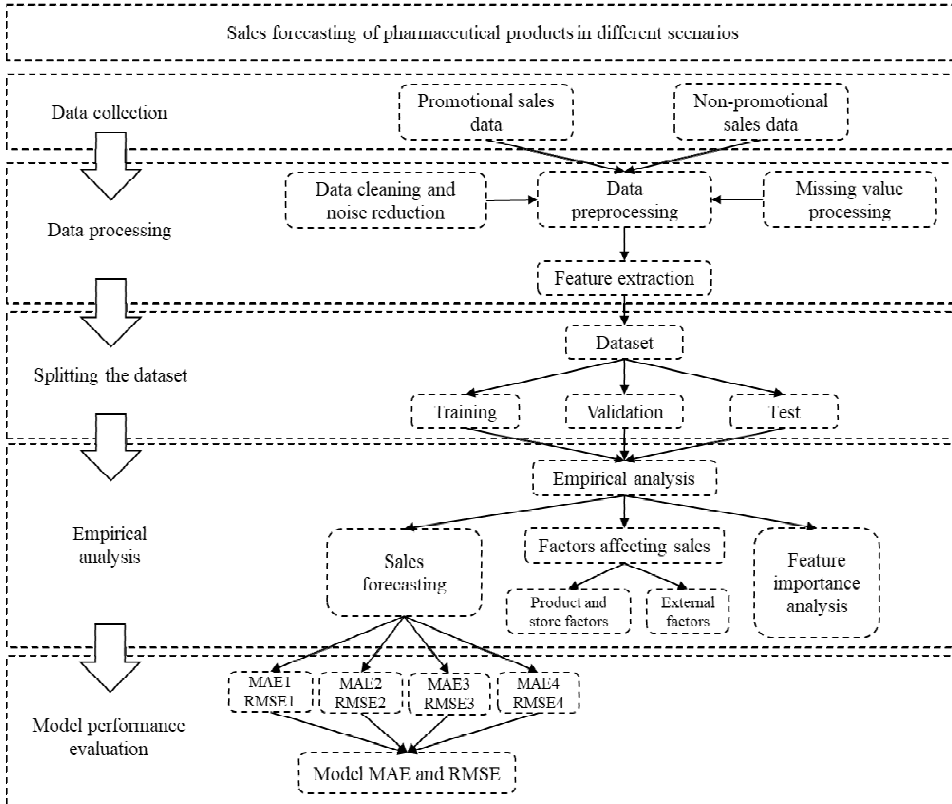 Sales forecasting of pharmaceutical products in different scenarios
Data collection
Promotional sales
data
Non-promotional
sales data
Data processing
Data cleaning and
noise reduction
Data
preprocessing
Missing value
processing
Feature extraction
Splitting the dataset
Dataset
Training
Validation
Test
Empirical
analysis
Empirical analysis
Sales
forecasting
Factors affecting sales
Product and
store factors
External
factors
Feature
importance
analysis
Model performance
evaluation
MAE1
RMSE1
MAE2
RMSE2
MAE3
RMSE3
MAE4
RMSE4
Model MAE and RMSE